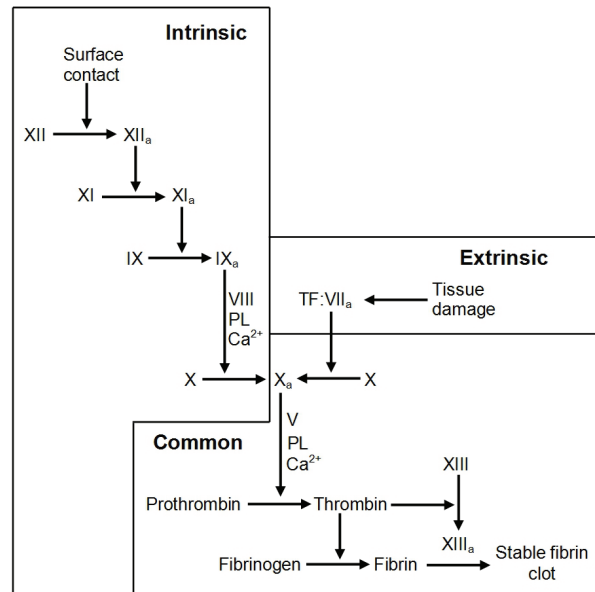 Intrinsic
Surface
contact
XII XIIₐ
XI XIₐ
IX IXₐ
Extrinsic
VIII
PL
Ca²⁺
TF:VIIₐ
Tissue
damage
X Xₐ X
Common
V
PL
Ca²⁺
XIII
Prothrombin Thrombin
XIIIₐ
Fibrinogen Fibrin
Stable fibrin
clot